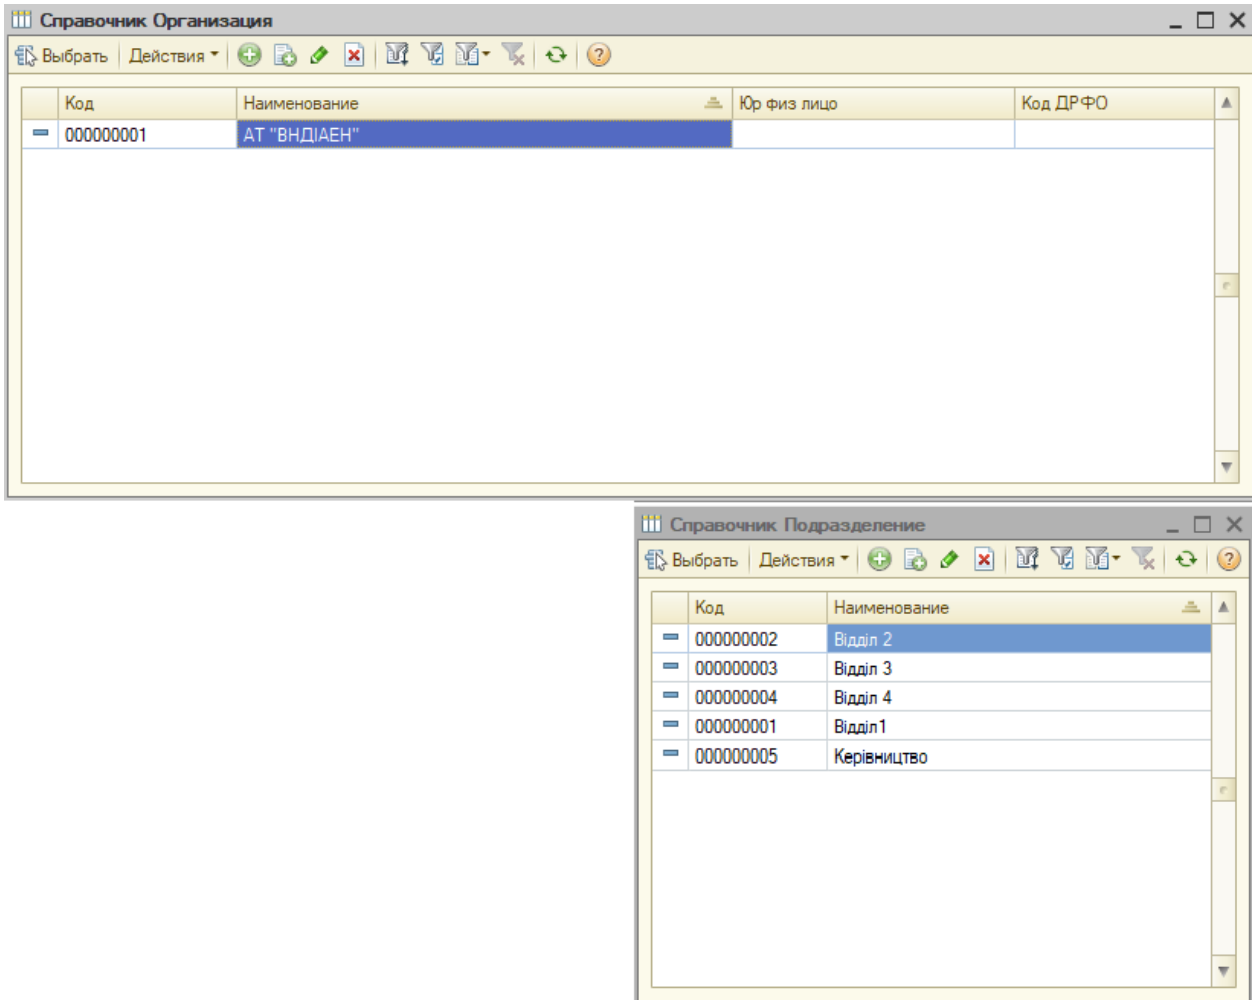 Справочник Организация
Выбрать Действия
Код Наименование Юр физ лицо Код ДРФО
000000001 АТ "ВНДІАЕН"
Справочник Подразделение
Выбрать Действия
Код Наименование
000000002 Відділ 2
000000003 Відділ 3
000000004 Відділ 4
000000001 Відділ1
000000005 Керівництво